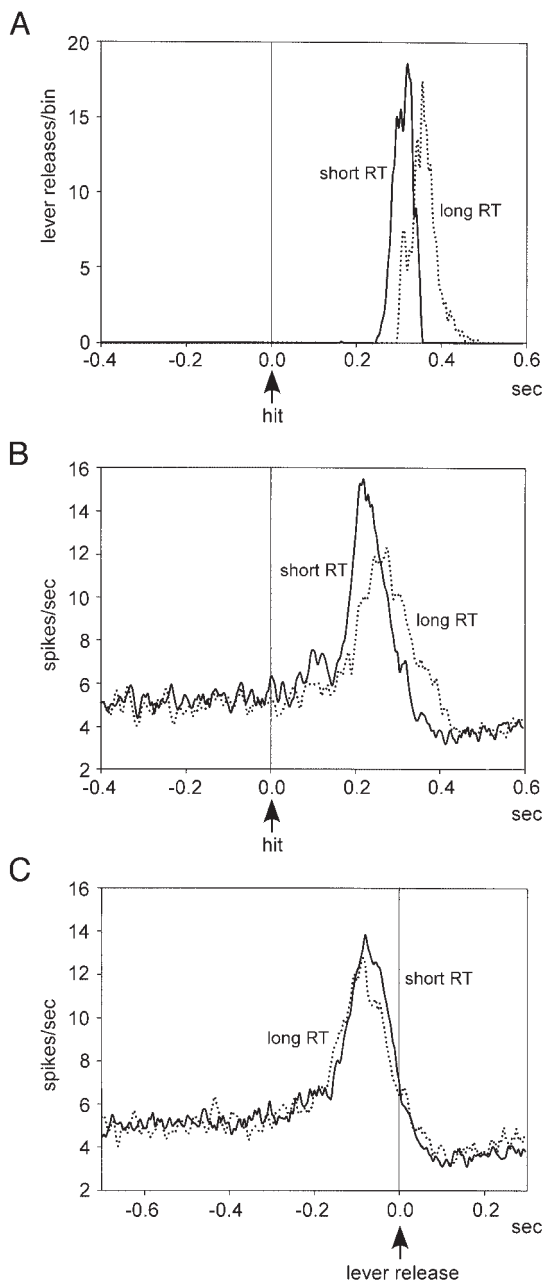 A
20
15
10
5
0
lever releases/bin
short RT
long RT
-0.4 -0.2 0.0 0.2 0.4 0.6
sec
hit
B
16
14
12
10
8
6
4
2
spikes/sec
short RT
long RT
-0.4 -0.2 0.0 0.2 0.4 0.6
sec
hit
C
16
14
12
10
8
6
4
2
spikes/sec
short RT
long RT
-0.6 -0.4 -0.2 0.0 0.2
sec
lever release